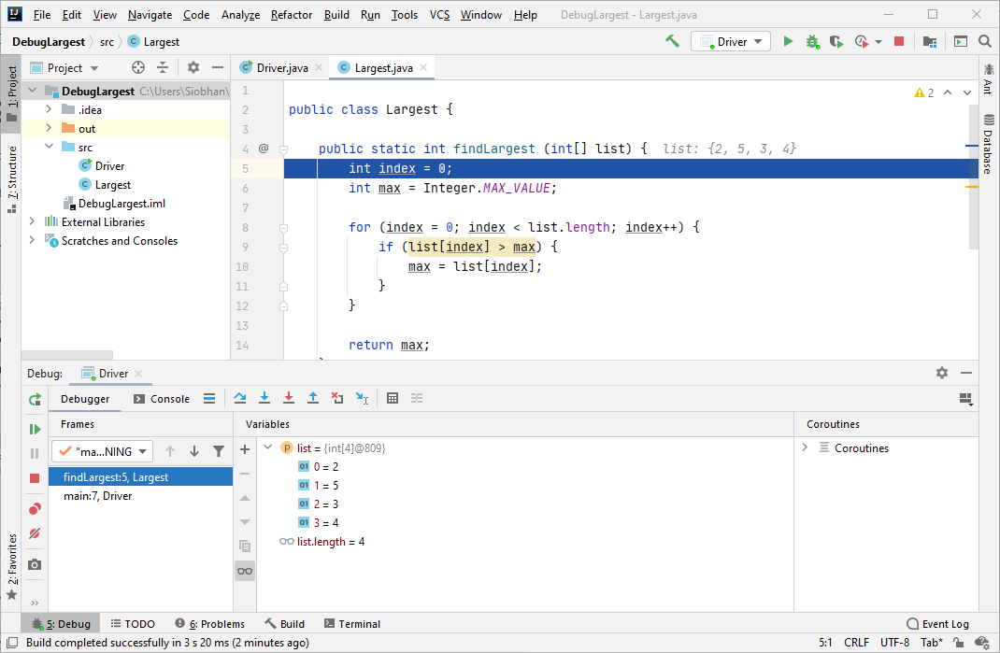 File Edit View Navigate Code Analyze Refactor Build Run Tools VCS Window Help DebugLargest - Largest.java
DebugLargest src Largest Driver
1: Project
7: Structure
2: Favorites
Project
DebugLargest C:\Users\Siobhan\
.idea
out
src
Driver
Largest
DebugLargest.iml
External Libraries
Scratches and Consoles
Driver.java Largest.java
1
2 public class Largest {
3
4 @ public static int findLargest (int[] list) { list: {2, 5, 3, 4}
5 int index = 0;
6 int max = Integer.MAX_VALUE;
7
8 for (index = 0; index < list.length; index++) {
9 if (list[index] > max) {
10 max = list[index];
11 }
12 }
13
14 return max;
2
Ant
Database
Debug: Driver
Debugger Console
Frames
"ma...NING
findLargest:5, Largest
main:7, Driver
Variables
list = {int[4]@809}
0 = 2
1 = 5
2 = 3
3 = 4
list.length = 4
Coroutines
Coroutines
5: Debug TODO 6: Problems Build Terminal Event Log
Build completed successfully in 3 s 20 ms (2 minutes ago) 5:1 CRLF UTF-8 Tab*